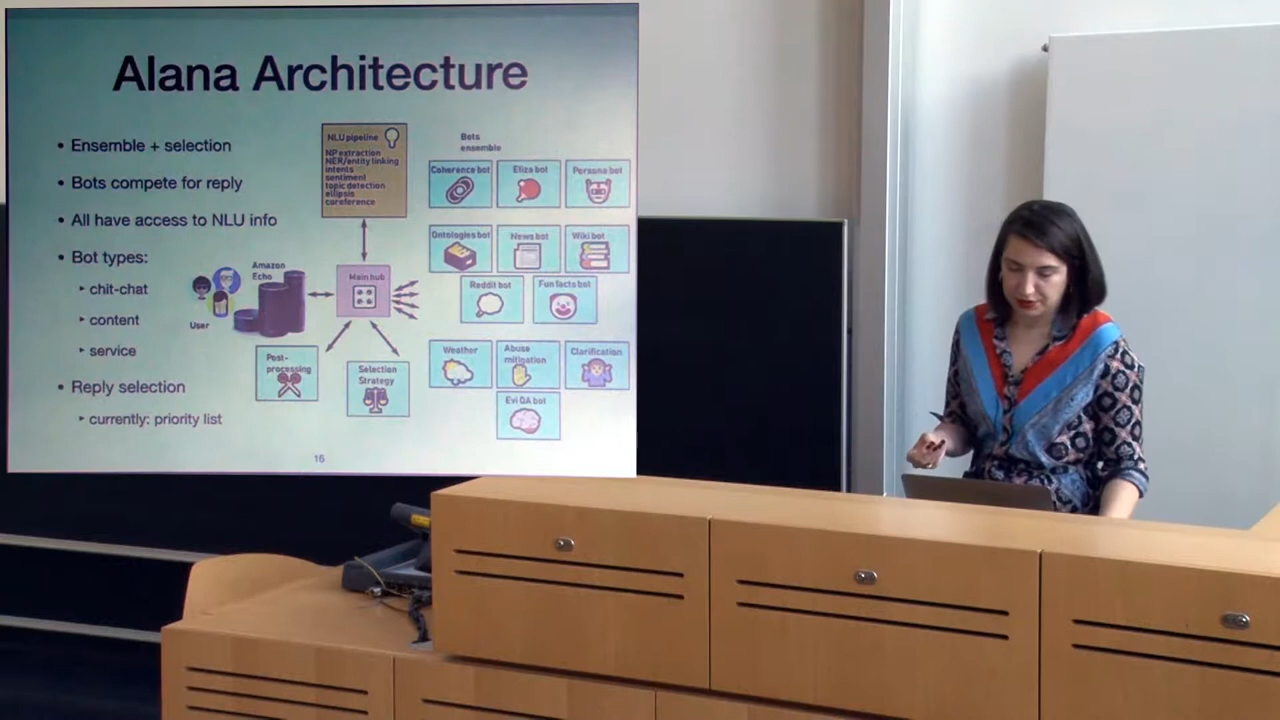 Alana Architecture
• Ensemble + selection
• Bots compete for reply
• All have access to NLU info
• Bot types:
‣ chit-chat
‣ content
‣ service
• Reply selection
‣ currently: priority list
NLU pipeline
NP extraction
NER/entity linking
intents
sentiment
topic detection
ellipsis
coreference
Bots
ensemble
Coherence bot
Eliza bot
Persona bot
Ontologies bot
News bot
Wiki bot
Reddit bot
Fun facts bot
Amazon
Echo
Main hub
User
Post-
processing
Selection
Strategy
Weather
Abuse
mitigation
Clarification
Evi QA bot
16